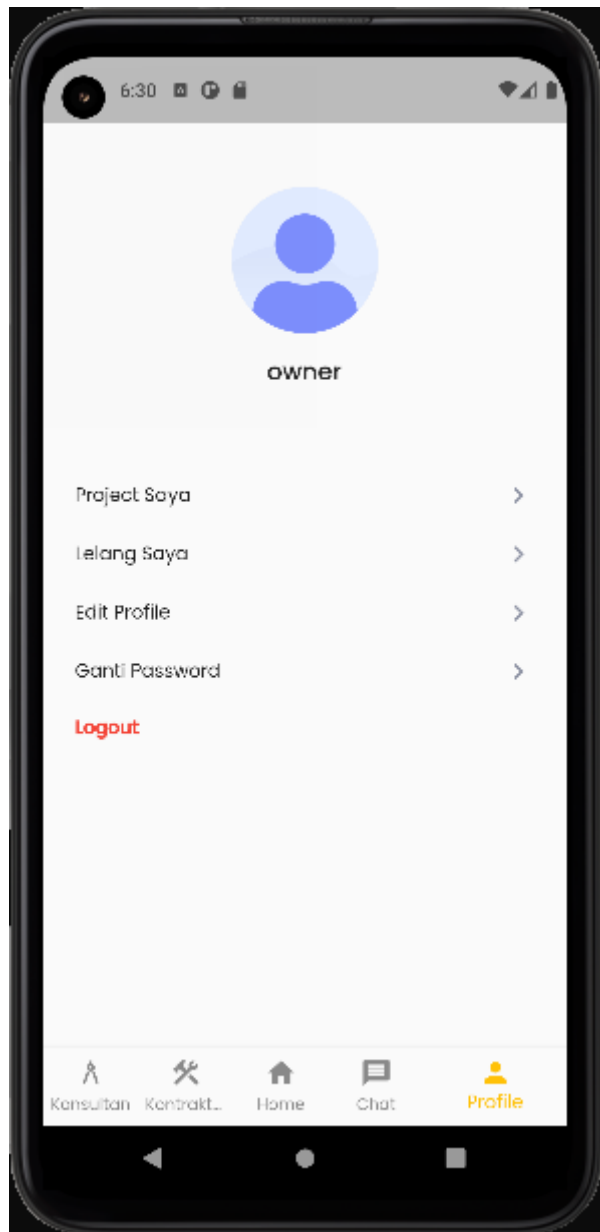 6:30
owner
Project Saya
Lelang Saya
Edit Profile
Ganti Password
Logout
Konsultan Kontrakt... Home Chat Profile